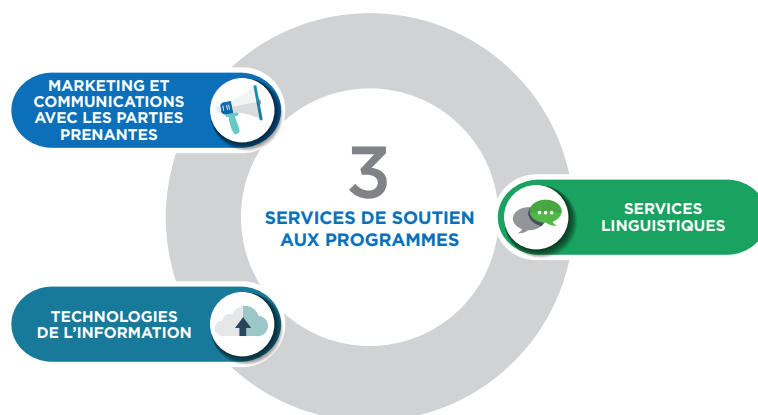 MARKETING ET
COMMUNICATIONS
AVEC LES PARTIES
PRENANTES
3
SERVICES DE SOUTIEN
AUX PROGRAMMES
SERVICES
LINGUISTIQUES
TECHNOLOGIES
DE L’INFORMATION